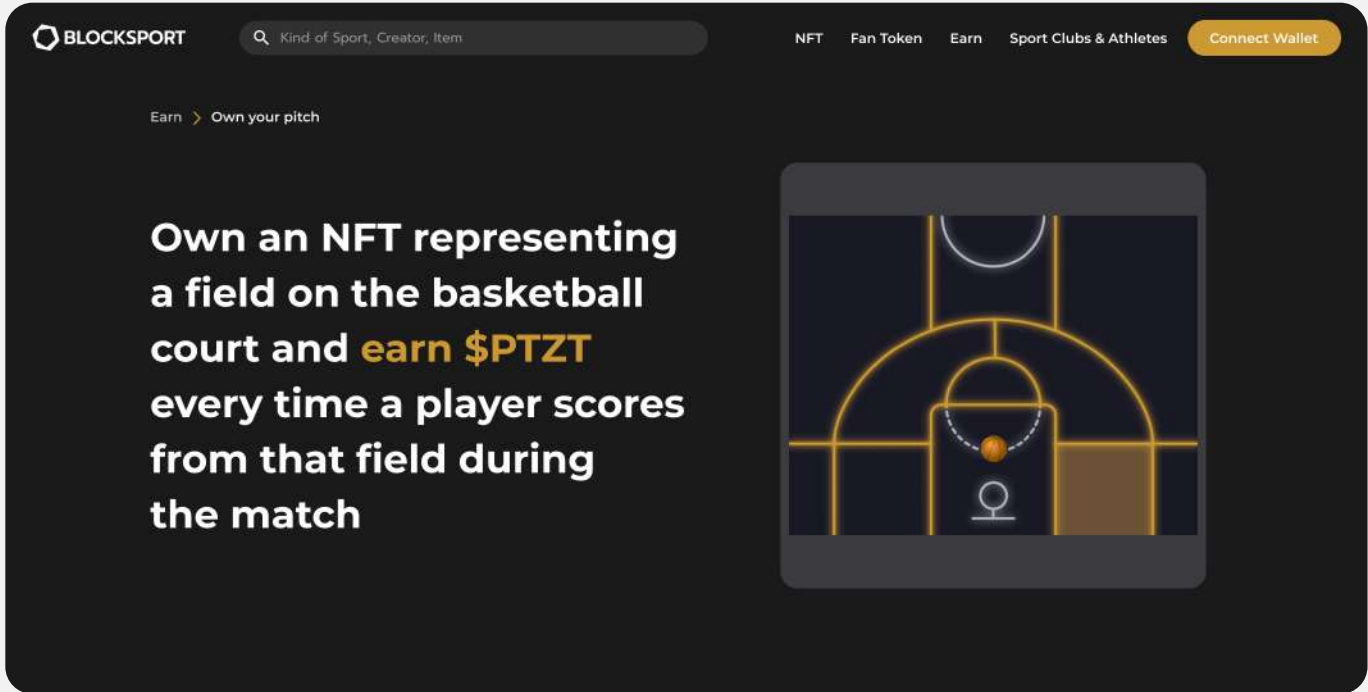 BLOCKSPORT
Kind of Sport, Creator, Item
NFT
Fan Token
Earn
Sport Clubs & Athletes
Connect Wallet
Earn > Own your pitch
Own an NFT representing
a field on the basketball
court and earn $PTZT
every time a player scores
from that field during
the match